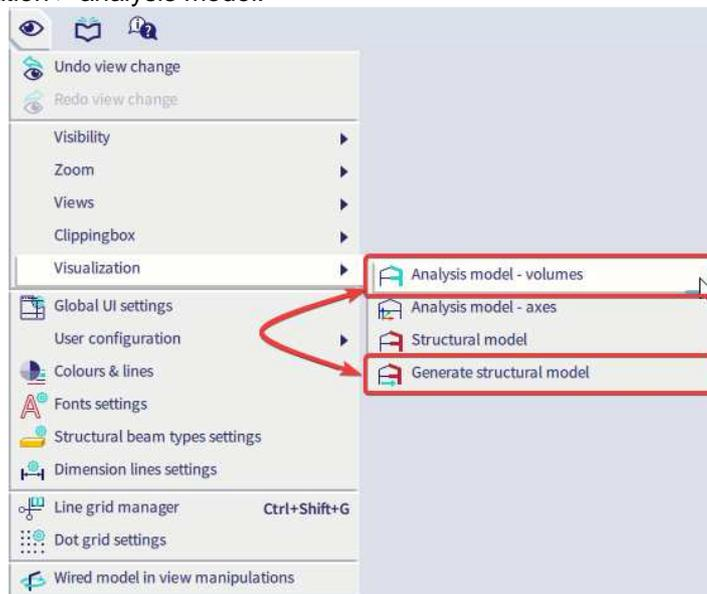 analysis model.
Undo view change
Redo view change
Visibility
Zoom
Views
Clippingbox
Visualization
Analysis model - volumes
Analysis model - axes
Structural model
Generate structural model
Global UI settings
User configuration
Colours & lines
Fonts settings
Structural beam types settings
Dimension lines settings
Line grid manager Ctrl+Shift+G
Dot grid settings
Wired model in view manipulations